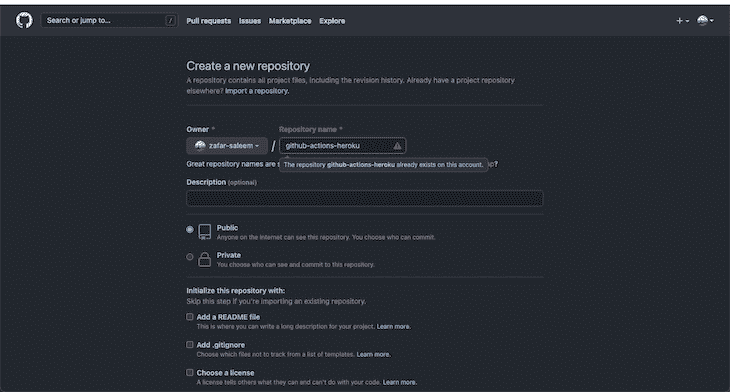 Search or jump to... /
Pull requests Issues Marketplace Explore
Create a new repository
A repository contains all project files, including the revision history. Already have a project repository
elsewhere? Import a repository.
Owner * Repository name *
zafar-saleem / github-actions-heroku
Great repository names are
The repository github-actions-heroku already exists on this account.
?
Description (optional)
Public
Anyone on the internet can see this repository. You choose who can commit.
Private
You choose who can see and commit to this repository.
Initialize this repository with:
Skip this step if you're importing an existing repository.
Add a README file
This is where you can write a long description for your project. Learn more.
Add .gitignore
Choose which files not to track from a list of templates. Learn more.
Choose a license
A license tells others what they can and can't do with your code. Learn more.